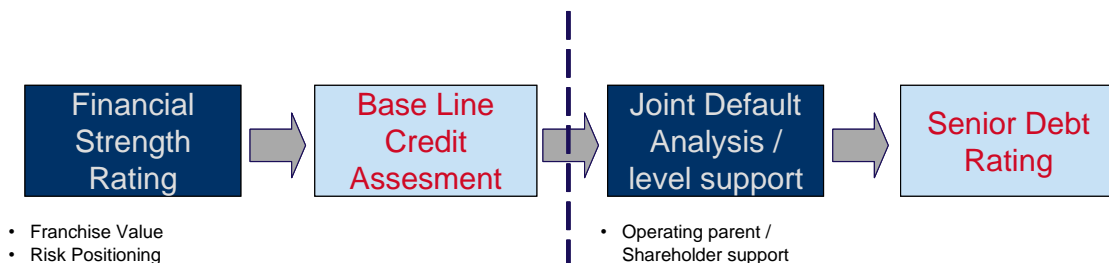 Financial
Strength
Rating
Base Line
Credit
Assesment
Joint Default
Analysis /
level support
Senior Debt
Rating
• Franchise Value
• Risk Positioning
• Operating parent /
Shareholder support